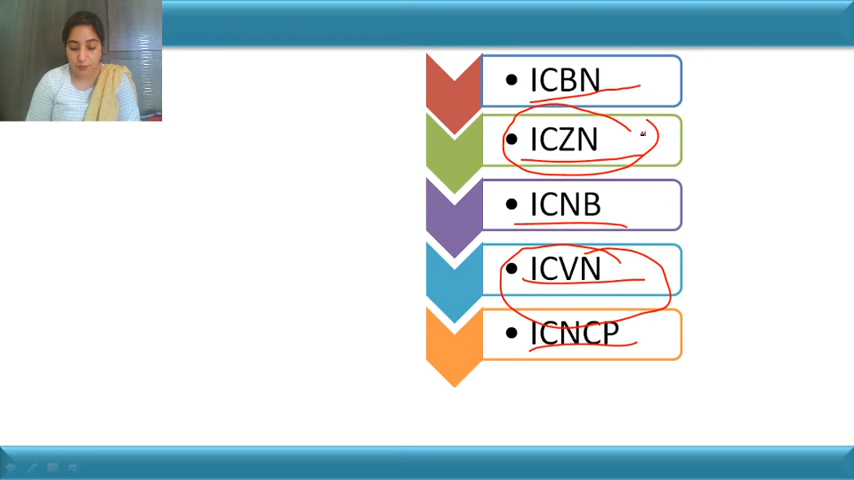 • ICBN
• ICZN
• ICNB
• ICVN
• ICNCP